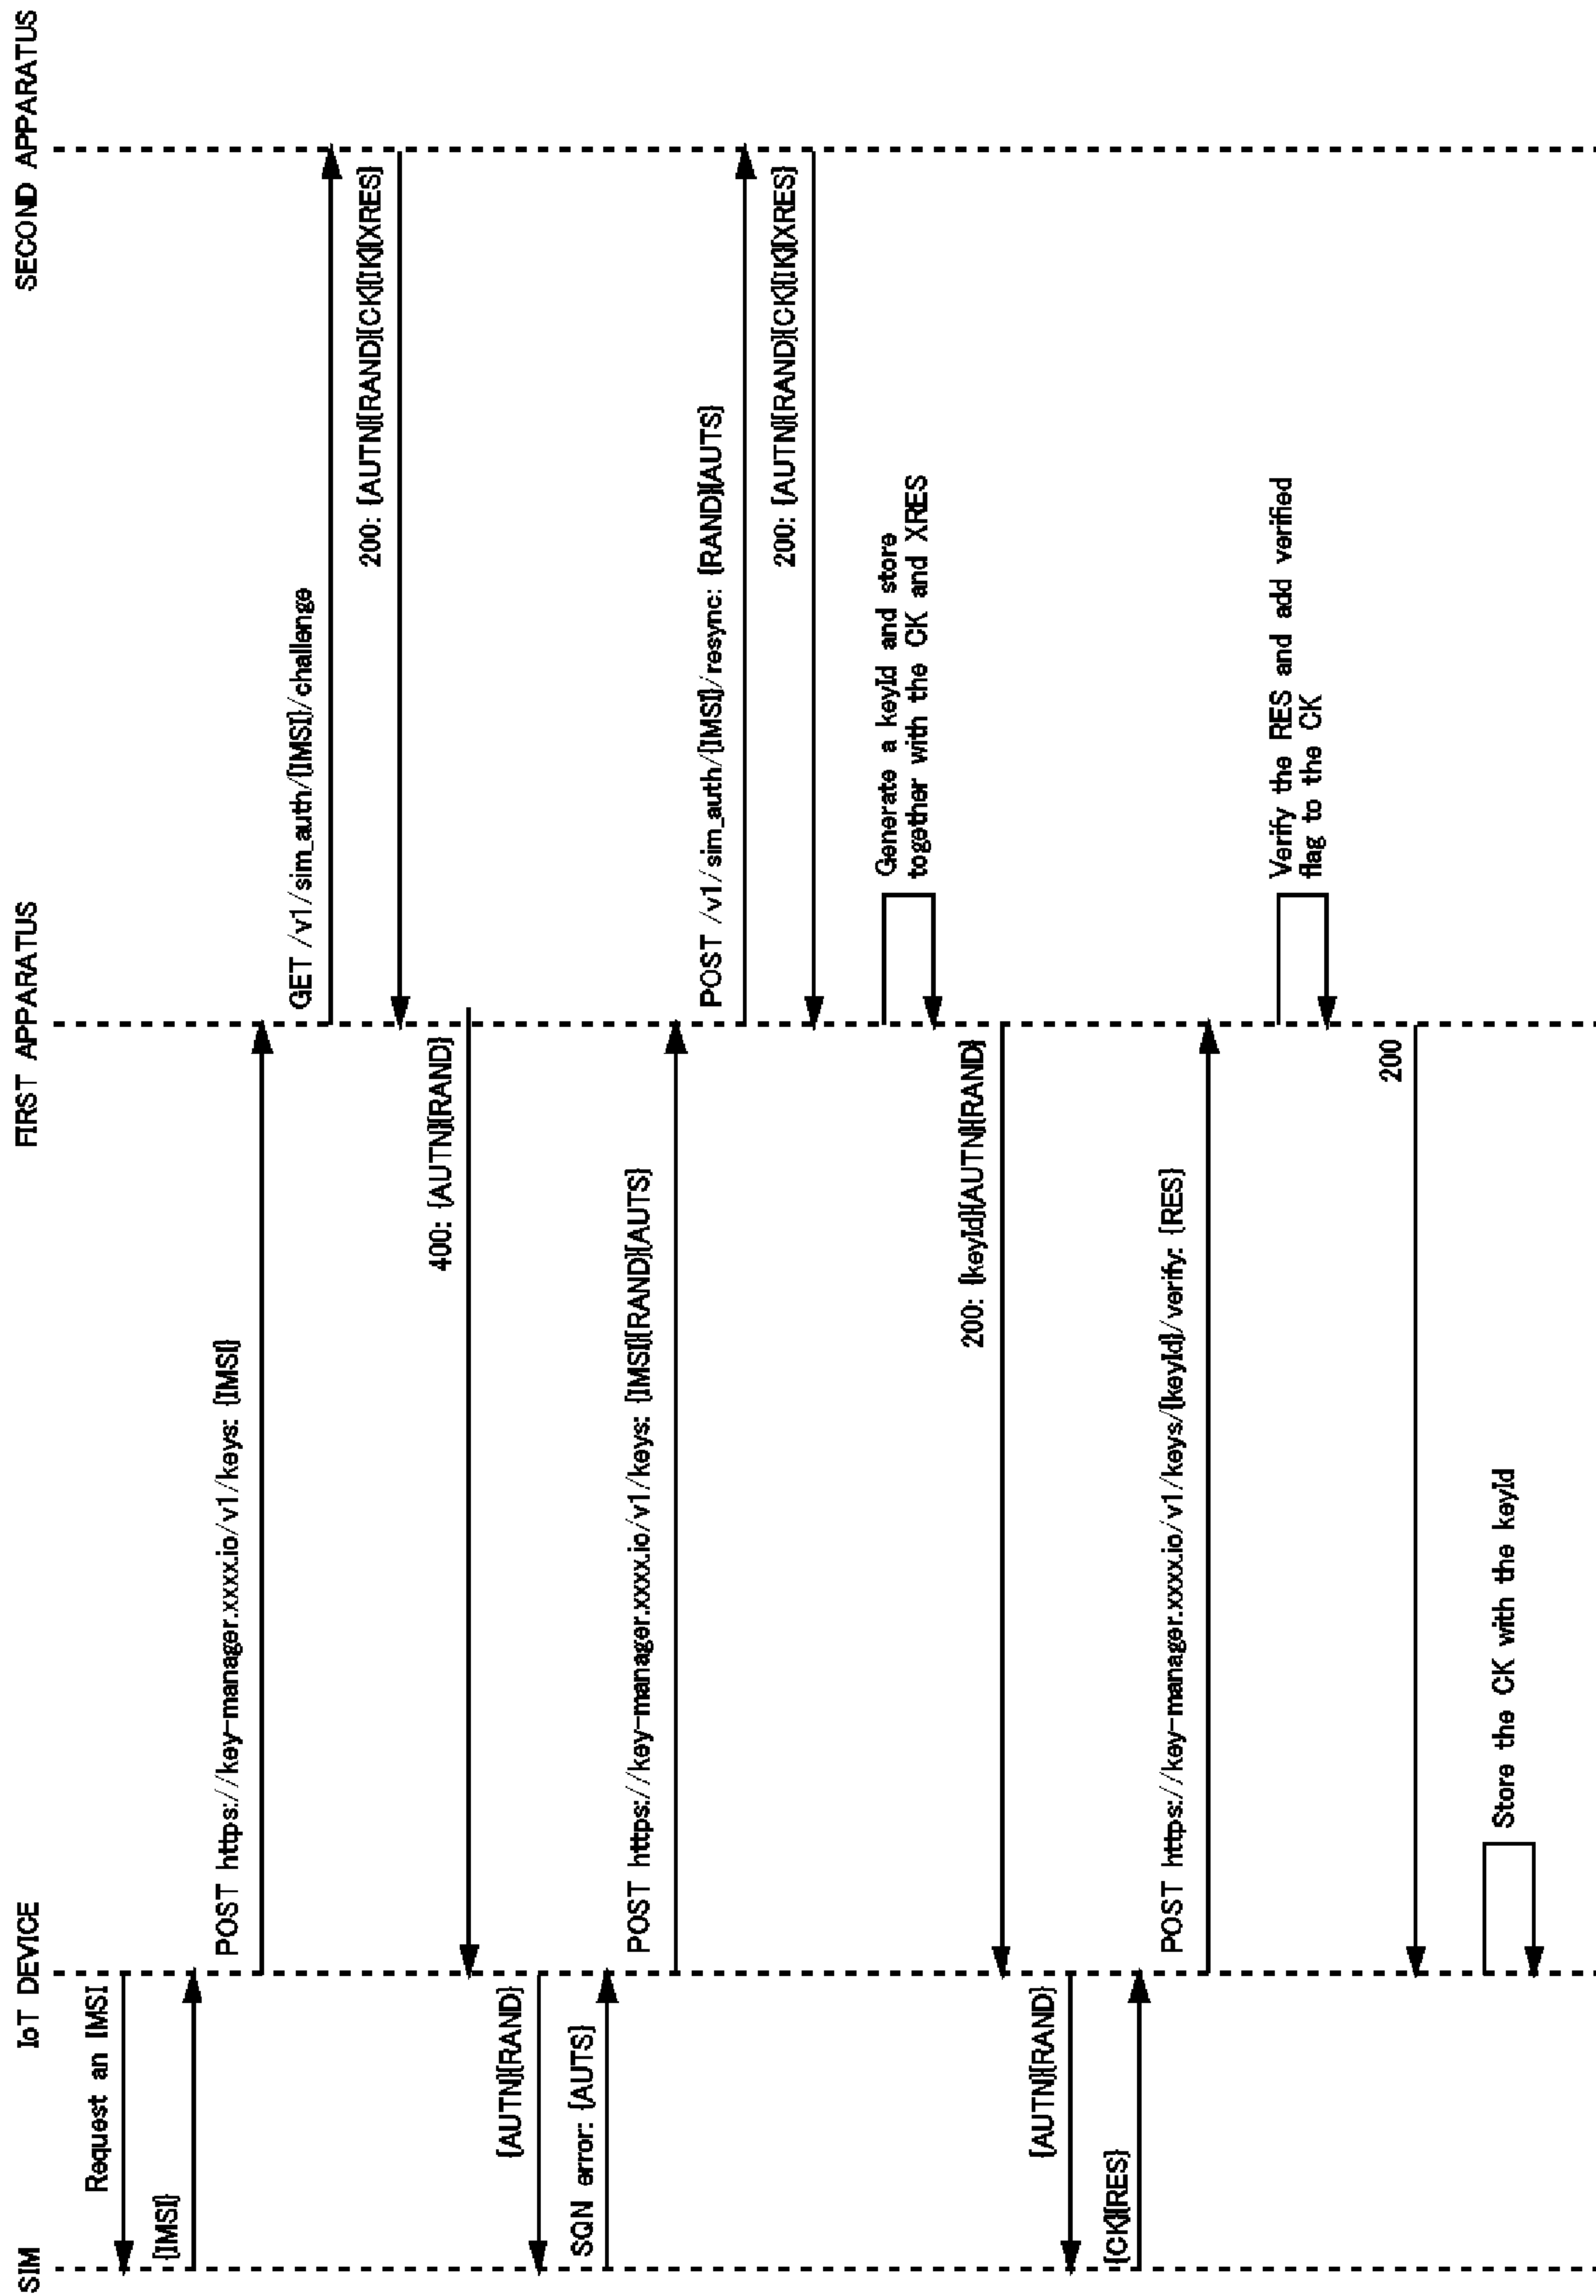 SIM
IoT DEVICE
FIRST APPARATUS
SECOND APPARATUS
Request an IMSI
{IMSI}
POST https://key-manager.xxxx.io/v1/keys: {IMSI}
GET /v1/sim_auth/{IMSI}/challenge
200: {AUTN}{RAND}{CK}{IK}{XRES}
400: {AUTN}{RAND}
{AUTN}{RAND}
SQN error: {AUTS}
POST https://key-manager.xxxx.io/v1/keys: {IMSI}{RAND}{AUTS}
POST /v1/sim_auth/{IMSI}/resync: {RAND}{AUTS}
200: {AUTN}{RAND}{CK}{IK}{XRES}
Generate a keyId and store
together with the CK and XRES
200: {keyId}{AUTN}{RAND}
{AUTN}{RAND}
{CK}{RES}
POST https://key-manager.xxxx.io/v1/keys/{keyId}/verify: {RES}
Verify the RES and add verified
flag to the CK
200
Store the CK with the keyId